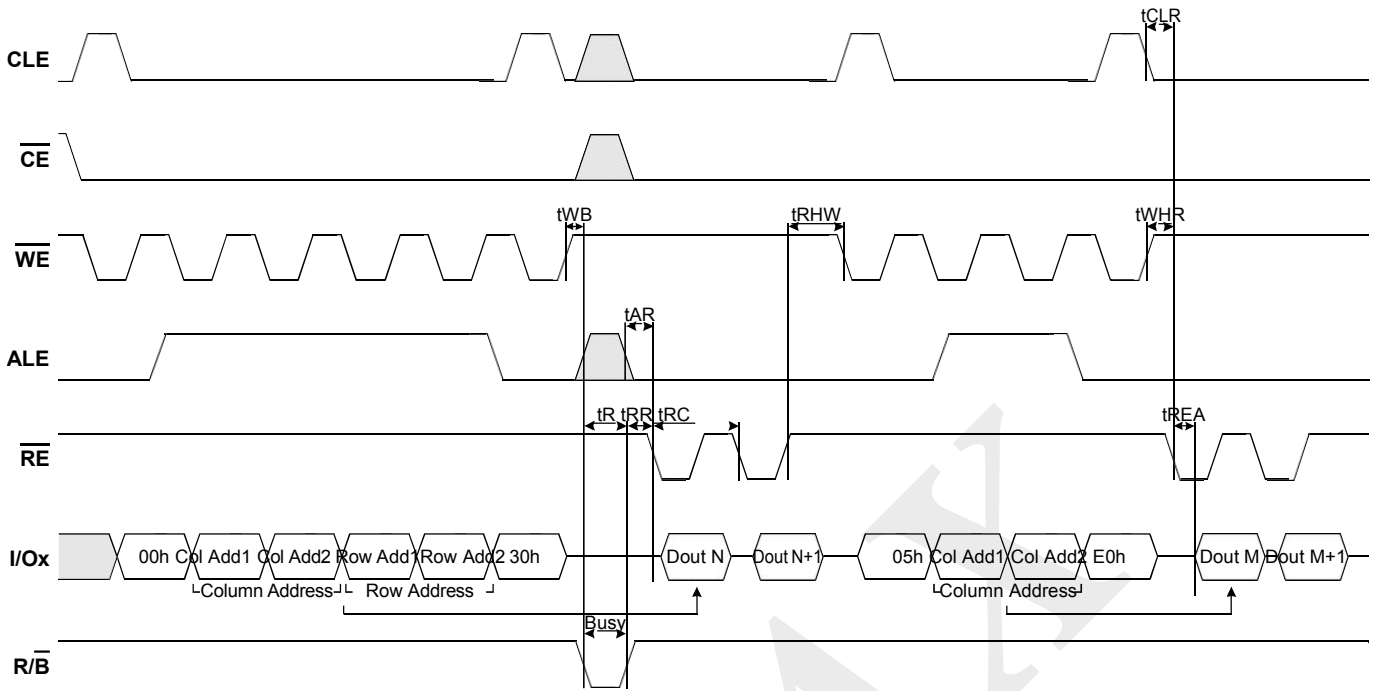 tCLR
CLE
CE
tWB tRHW tWHR
WE
tAR
ALE
tR tRR tRC tREA
RE
I/Ox 00h Col Add1 Col Add2 Row Add1 Row Add2 30h Dout N Dout N+1 05h Col Add1 Col Add2 E0h Dout M Dout M+1
Column Address Row Address Column Address
Busy
R/B